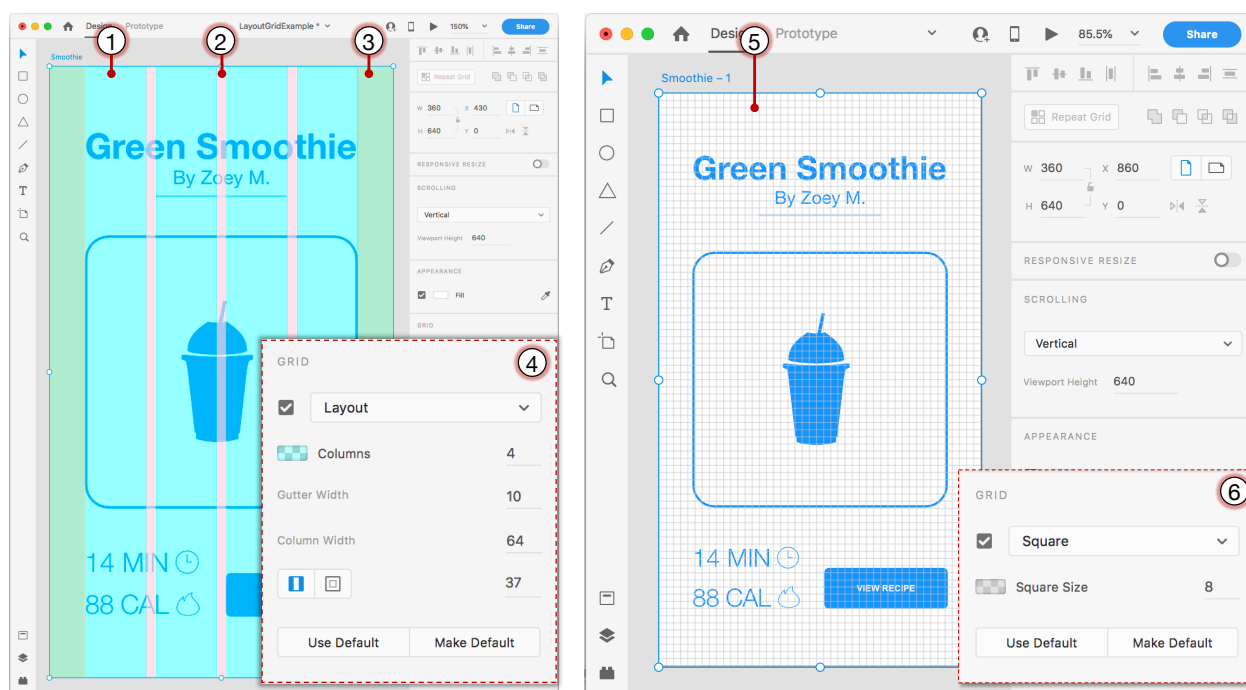 Design Prototype LayoutGridExample * 150% Share
1 2 3
Smoothie
Repeat Grid
W 360 X 430
H 640 Y 0
RESPONSIVE RESIZE
SCROLLING
Vertical
Viewport Height 640
APPEARANCE
Fill
GRID
Green Smoothie
By Zoey M.
14 MIN
88 CAL
GRID 4
Layout
Columns 4
Gutter Width 10
Column Width 64
37
Use Default Make Default
Desig Prototype 85.5% Share
5
Smoothie – 1
Repeat Grid
W 360 X 860
H 640 Y 0
RESPONSIVE RESIZE
SCROLLING
Vertical
Viewport Height 640
APPEARANCE
Green Smoothie
By Zoey M.
14 MIN
88 CAL
VIEW RECIPE
GRID 6
Square
Square Size 8
Use Default Make Default